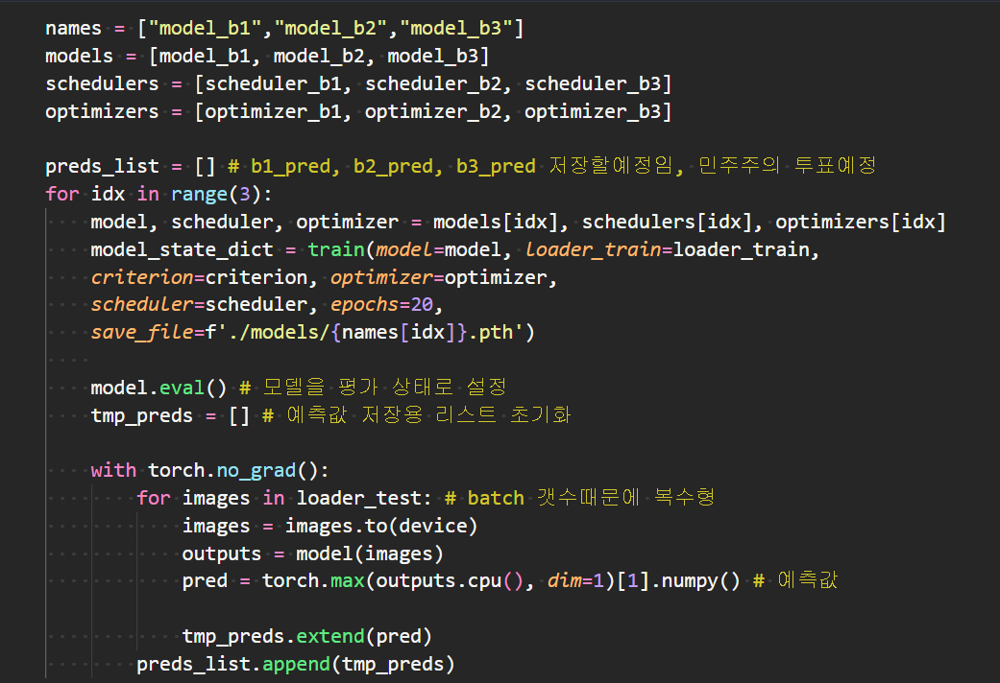 names = ["model_b1","model_b2","model_b3"]
models = [model_b1, model_b2, model_b3]
schedulers = [scheduler_b1, scheduler_b2, scheduler_b3]
optimizers = [optimizer_b1, optimizer_b2, optimizer_b3]

preds_list = [] # b1_pred, b2_pred, b3_pred 저장할예정임, 민주주의 투표예정
for idx in range(3):
    model, scheduler, optimizer = models[idx], schedulers[idx], optimizers[idx]
    model_state_dict = train(model=model, loader_train=loader_train,
    criterion=criterion, optimizer=optimizer,
    scheduler=scheduler, epochs=20,
    save_file=f'./models/{names[idx]}.pth')

    model.eval() # 모델을 평가 상태로 설정
    tmp_preds = [] # 예측값 저장용 리스트 초기화

    with torch.no_grad():
        for images in loader_test: # batch 갯수때문에 복수형
            images = images.to(device)
            outputs = model(images)
            pred = torch.max(outputs.cpu(), dim=1)[1].numpy() # 예측값

            tmp_preds.extend(pred)
        preds_list.append(tmp_preds)